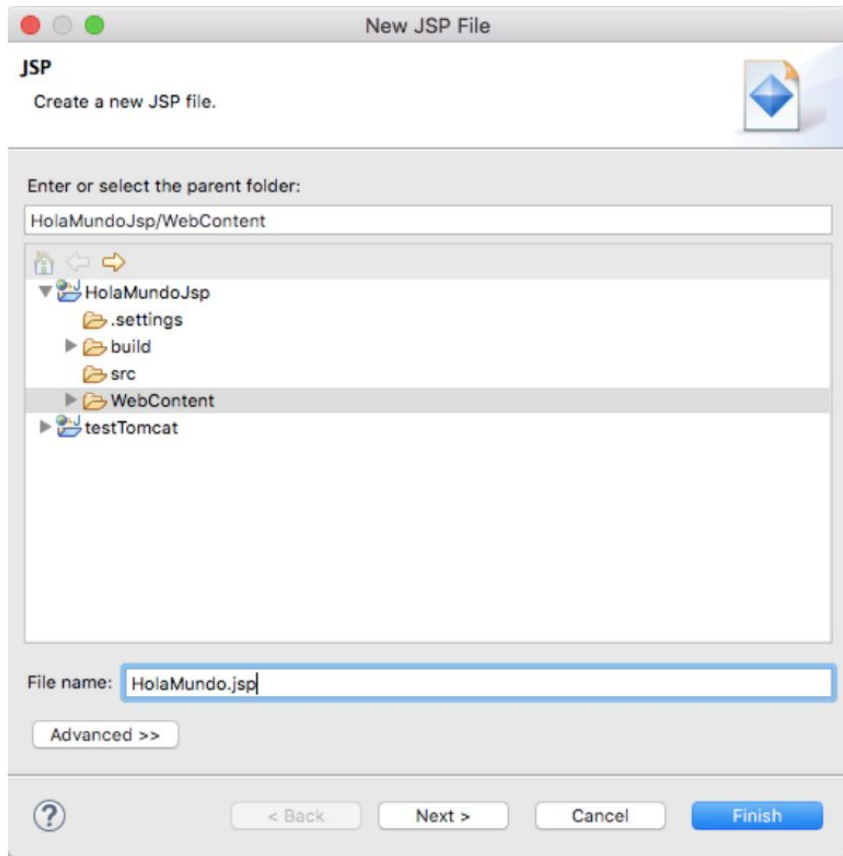 New JSP File
JSP
Create a new JSP file.
Enter or select the parent folder:
HolaMundoJsp/WebContent
HolaMundoJsp
.settings
build
src
WebContent
testTomcat
File name: HolaMundo.jsp
Advanced >>
? < Back Next > Cancel Finish